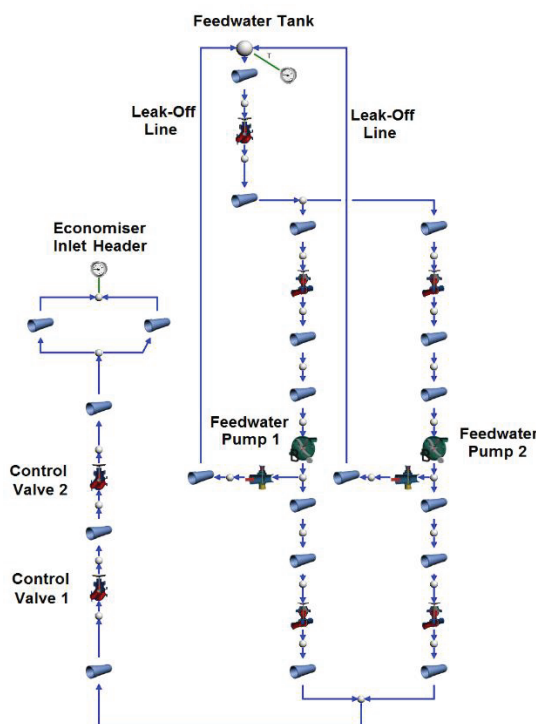 Feedwater Tank
T
Leak-Off
Line
Leak-Off
Line
Economiser
Inlet Header
Feedwater
Pump 1
Feedwater
Pump 2
Control
Valve 2
Control
Valve 1